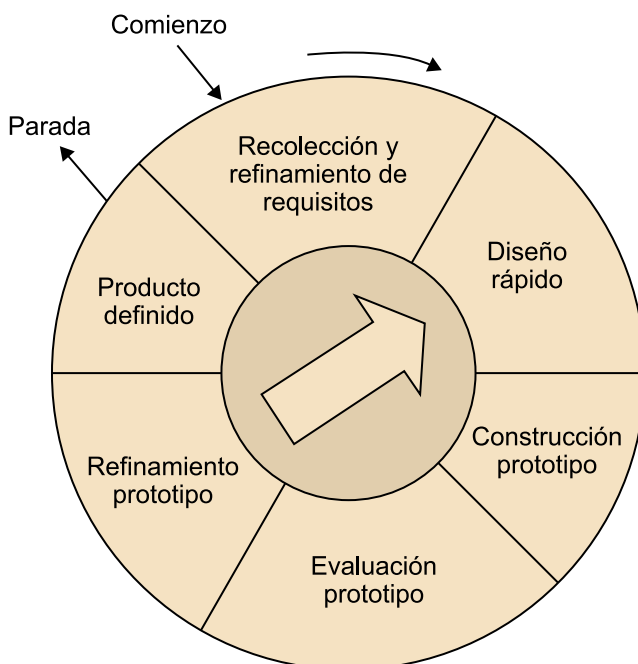 Comienzo
Parada
Recolección y
refinamiento de
requisitos
Diseño
rápido
Construcción
prototipo
Evaluación
prototipo
Refinamiento
prototipo
Producto
definido